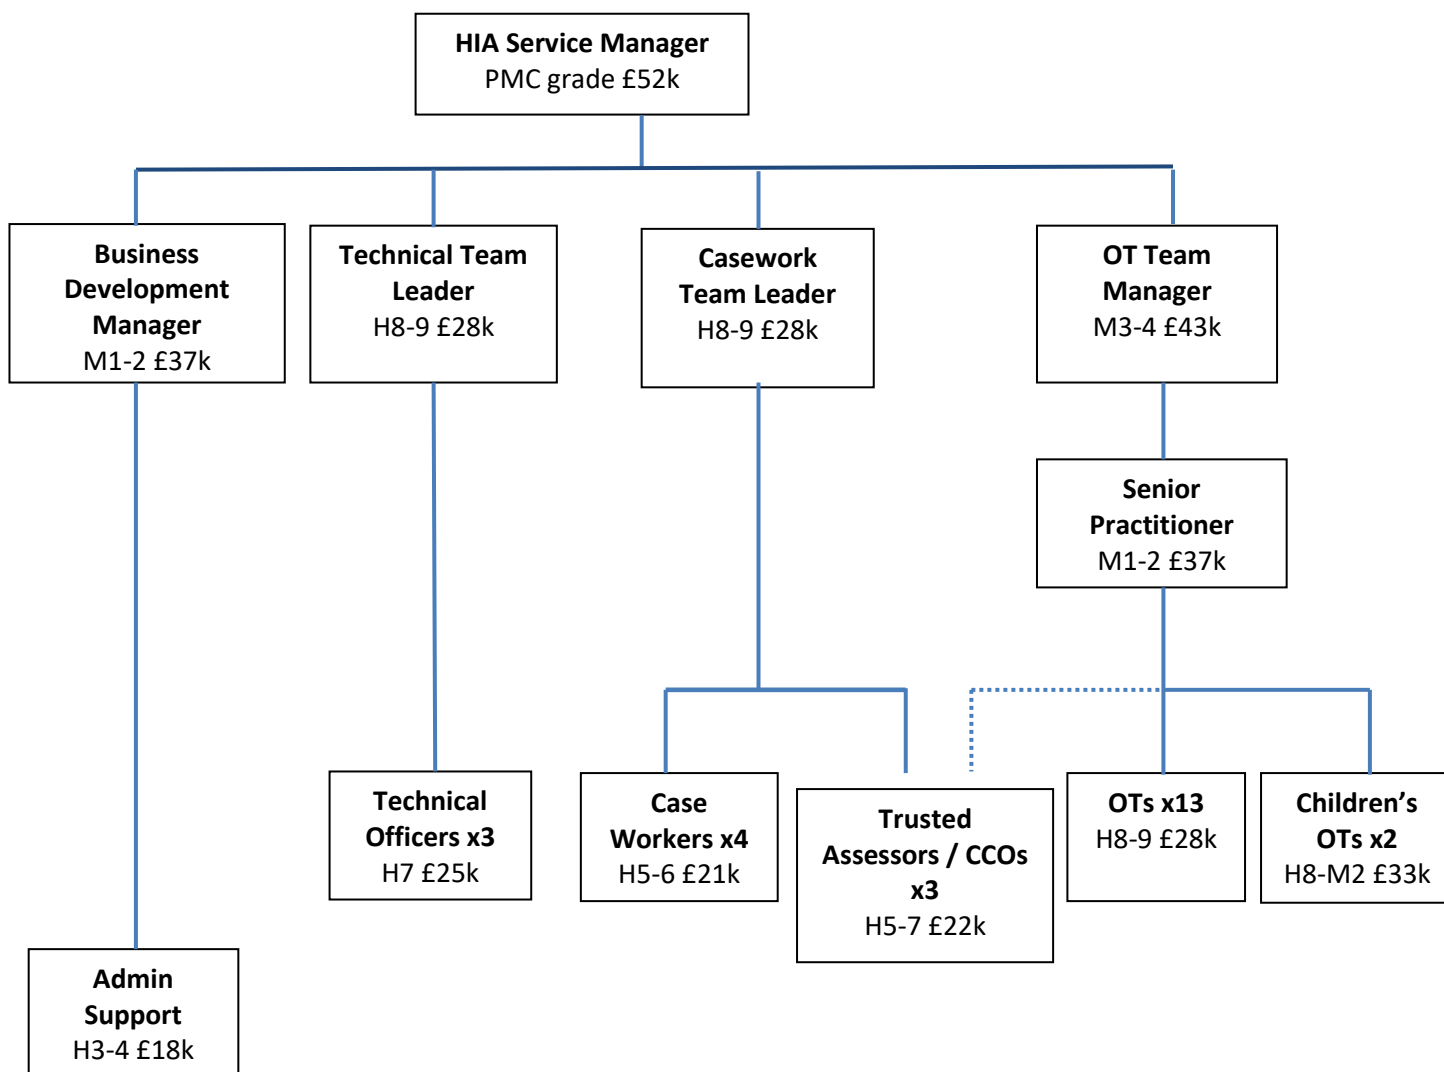 HIA Service Manager
PMC grade £52k
Business
Development
Manager
M1-2 £37k
Technical Team
Leader
H8-9 £28k
Casework
Team Leader
H8-9 £28k
OT Team
Manager
M3-4 £43k
Senior
Practitioner
M1-2 £37k
Technical
Officers x3
H7 £25k
Case
Workers x4
H5-6 £21k
Trusted
Assessors / CCOs
x3
H5-7 £22k
OTs x13
H8-9 £28k
Children’s
OTs x2
H8-M2 £33k
Admin
Support
H3-4 £18k